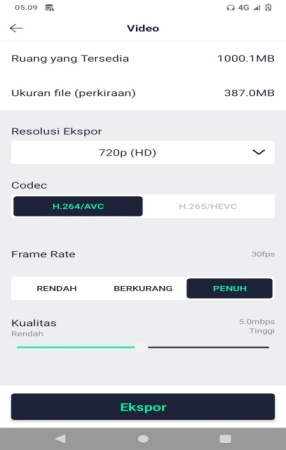 05.09 4G
Video
Ruang yang Tersedia 1000.1MB
Ukuran file (perkiraan) 387.0MB
Resolusi Ekspor
720p (HD)
Codec
H.264/AVC H.265/HEVC
Frame Rate 30fps
RENDAH BERKURANG PENUH
Kualitas 5.0mbps
Rendah Tinggi
Ekspor